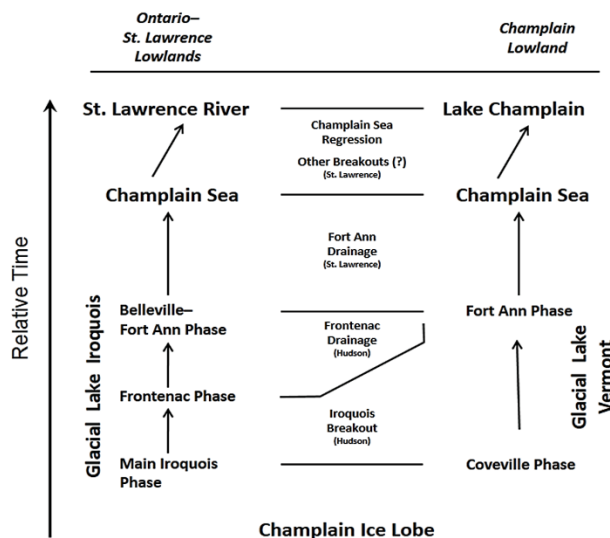 Ontario–
St. Lawrence
Lowlands
Champlain
Lowland
St. Lawrence River
Lake Champlain
Champlain Sea
Regression
Other Breakouts (?)
(St. Lawrence)
Champlain Sea
Champlain Sea
Fort Ann
Drainage
(St. Lawrence)
Relative Time
Glacial Lake Iroquois
Belleville–
Fort Ann Phase
Frontenac
Drainage
(Hudson)
Fort Ann Phase
Glacial Lake
Vermont
Frontenac Phase
Iroquois
Breakout
(Hudson)
Main Iroquois
Phase
Coveville Phase
Champlain Ice Lobe